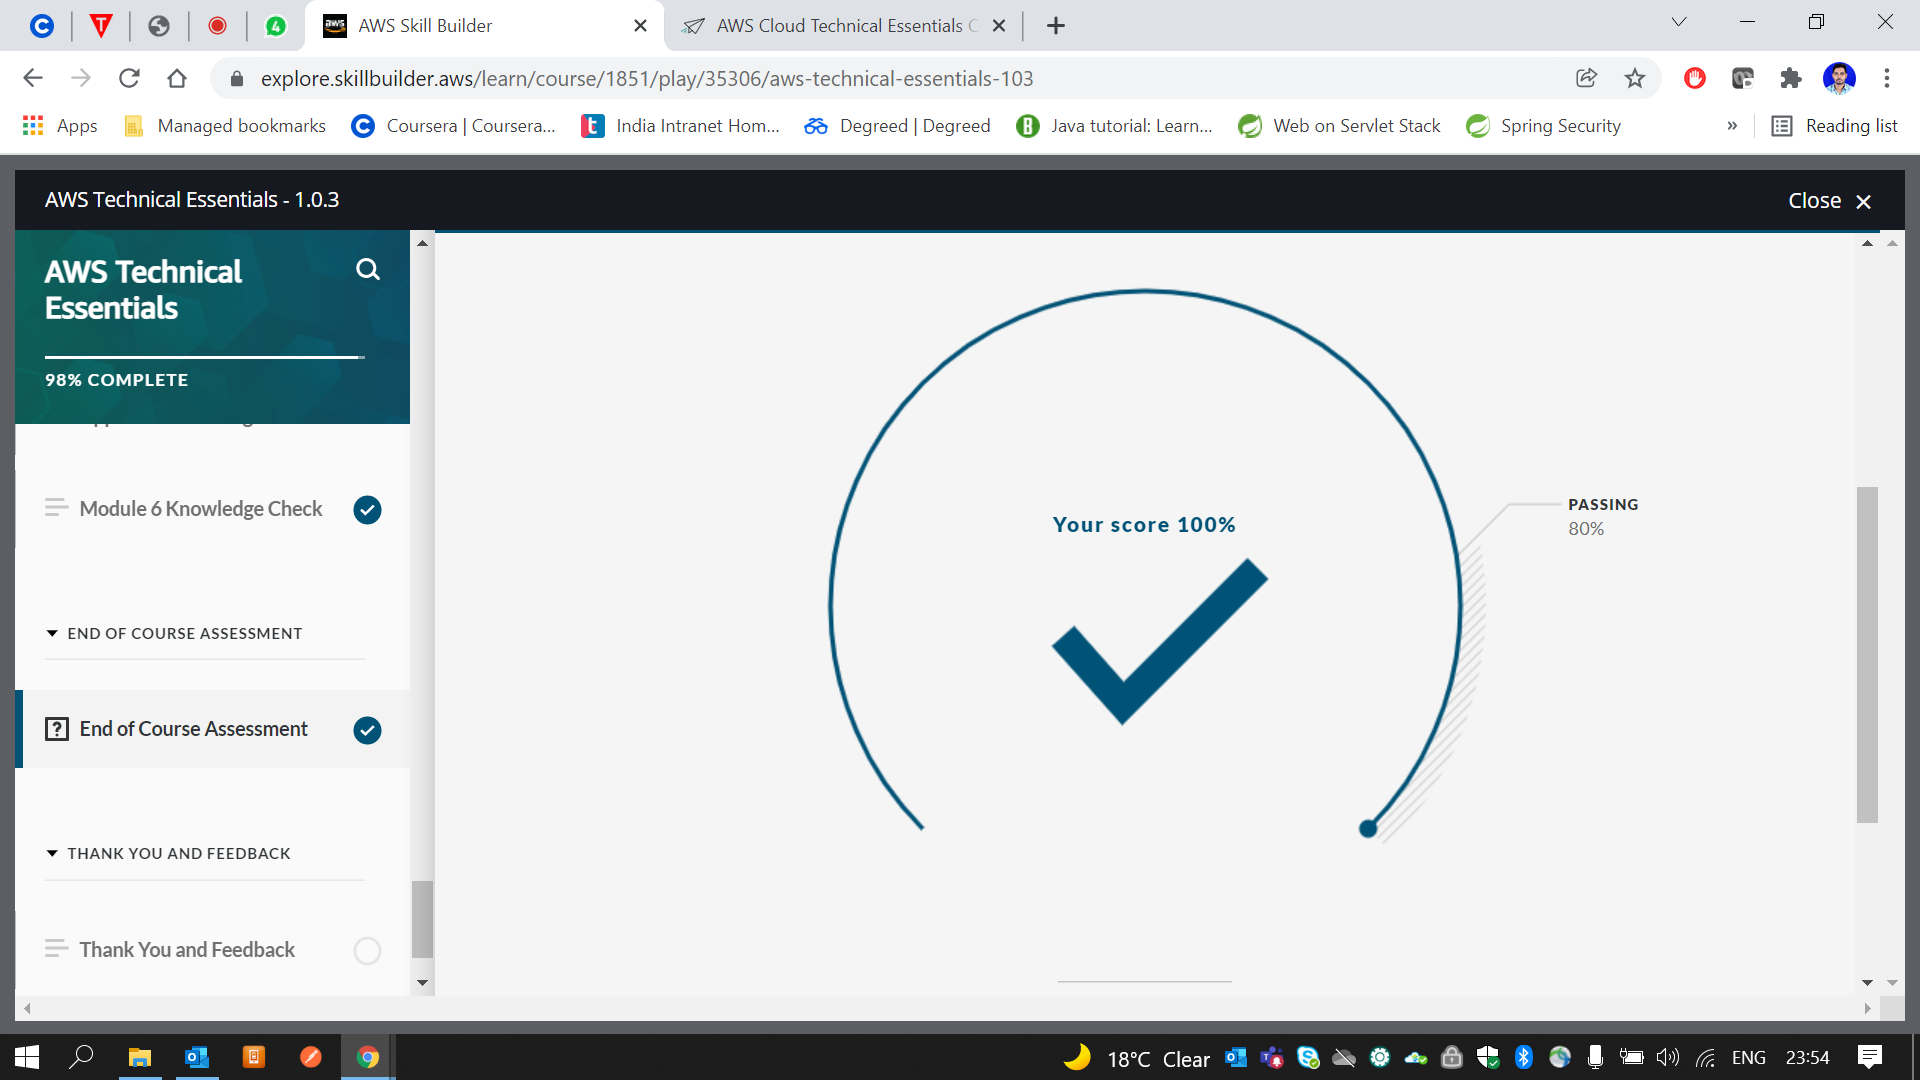 AWS Skill Builder
AWS Cloud Technical Essentials
explore.skillbuilder.aws/learn/course/1851/play/35306/aws-technical-essentials-103
Apps
Managed bookmarks
Coursera | Coursera...
India Intranet Hom...
Degreed | Degreed
Java tutorial: Learn...
Web on Servlet Stack
Spring Security
»
Reading list
AWS Technical Essentials - 1.0.3
Close
AWS Technical
Essentials
98% COMPLETE
Module 6 Knowledge Check
END OF COURSE ASSESSMENT
End of Course Assessment
THANK YOU AND FEEDBACK
Thank You and Feedback
Your score 100%
PASSING
80%
18°C Clear
ENG
23:54